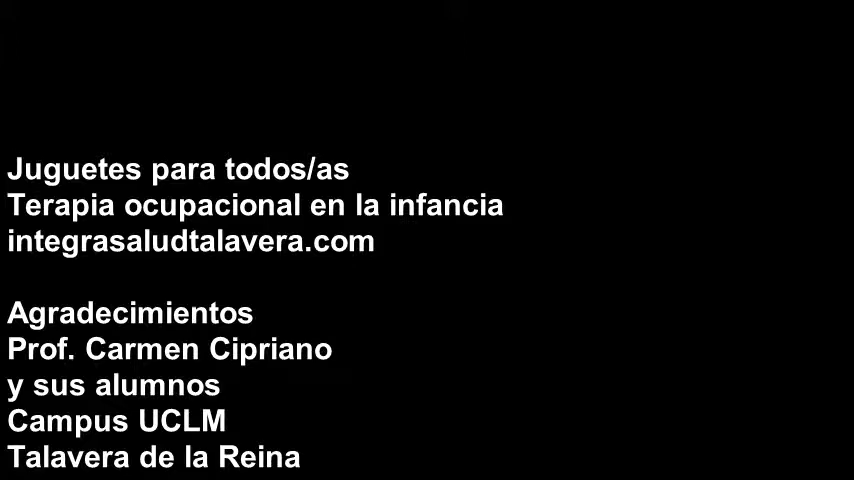 Juguetes para todos/as
Terapia ocupacional en la infancia
integrasaludtalavera.com
Agradecimientos
Prof. Carmen Cipriano
y sus alumnos
Campus UCLM
Talavera de la Reina